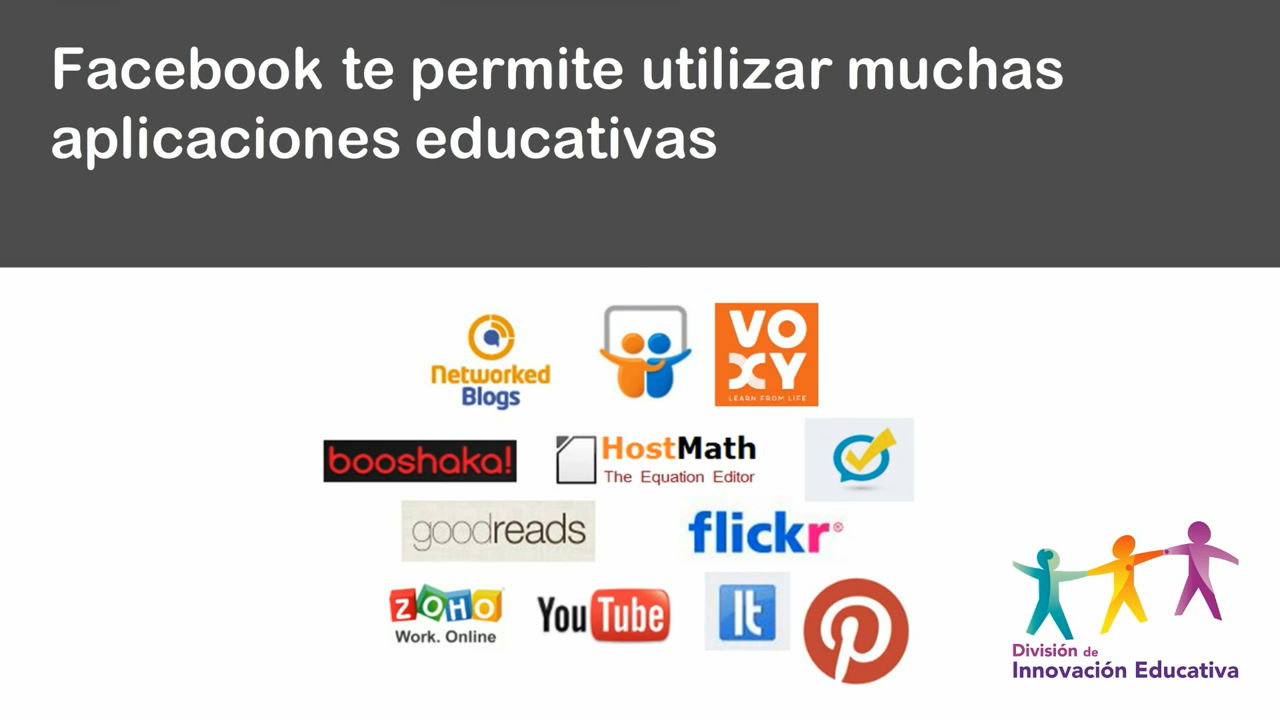 Facebook te permite utilizar muchas
aplicaciones educativas
Networked
Blogs
VO
XY
LEARN FROM LIFE
booshaka!
HostMath
The Equation Editor
goodreads
flickr®
ZOHO
Work. Online
YouTube
lt
División de
Innovación Educativa